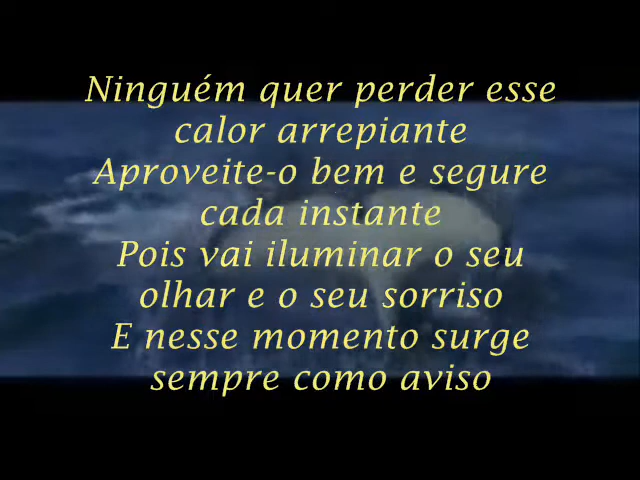 Ninguém quer perder esse
calor arrepiante
Aproveite-o bem e segure
cada instante
Pois vai iluminar o seu
olhar e o seu sorriso
E nesse momento surge
sempre como aviso